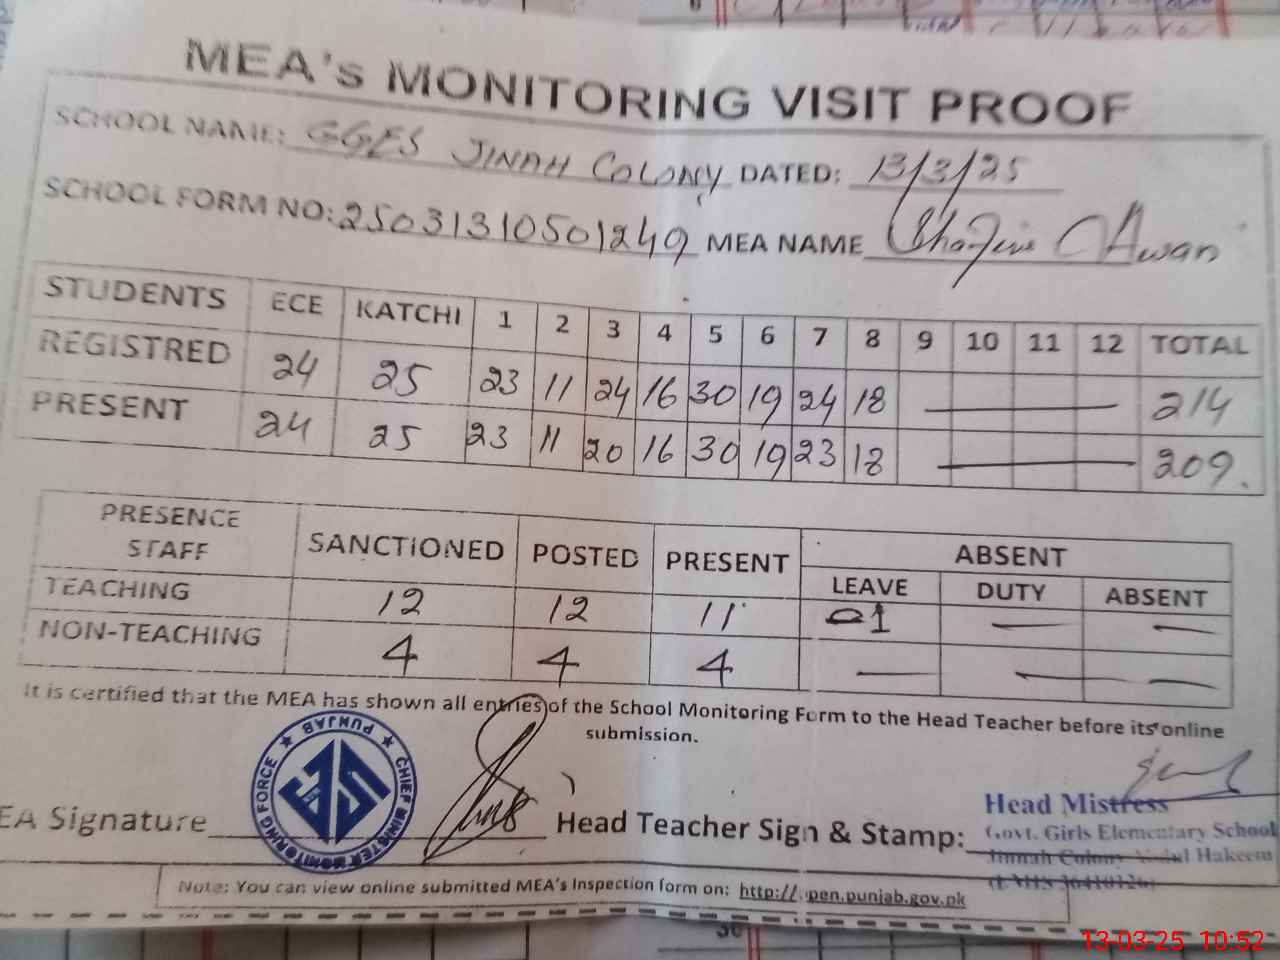 MEA's MONITORING VISIT PROOF
SCHOOL NAME: GGES JINAH COLONY DATED: 13/3/25
SCHOOL FORM NO: 25031310501249 MEA NAME Awan
STUDENTS ECE KATCHI 1 2 3 4 5 6 7 8 9 10 11 12 TOTAL
REGISTRED 24 25 23 11 24 16 30 19 24 18 — 214
PRESENT 24 25 23 11 20 16 30 19 23 18 — 209.
PRESENCE STAFF SANCTIONED POSTED PRESENT ABSENT
LEAVE DUTY ABSENT
TEACHING 12 12 11 01 — —
NON-TEACHING 4 4 4 — — —
It is certified that the MEA has shown all entries of the School Monitoring Form to the Head Teacher before its online
submission.
EA Signature
CHIEF MINISTER MONITORING FORCE ★ PUNJAB ★
Head Teacher Sign & Stamp:
Head Mistress
Govt. Girls Elementary School
Jinnah Colony Abdul Hakeem
Note: You can view online submitted MEA's Inspection form on: http://open.punjab.gov.pk
13-03-25 10:52